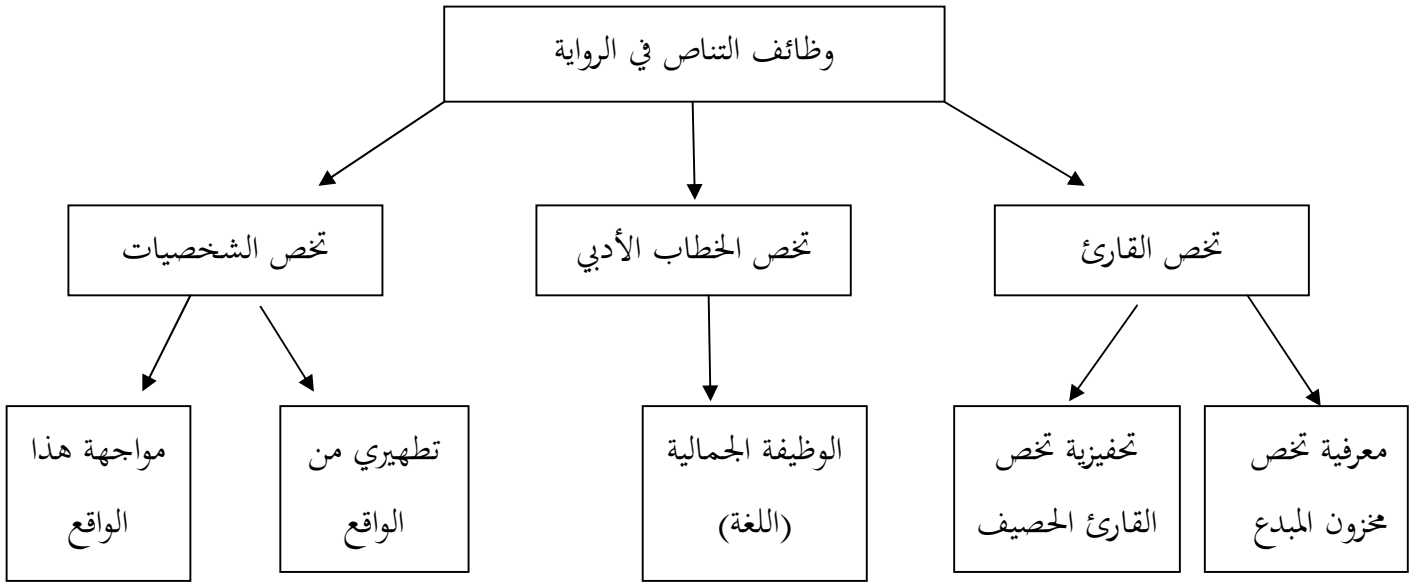 وظائف التناص في الرواية
تخص القارئ
تخص الخطاب الأدبي
تخص الشخصيات
معرفية تخص
مخزون المبدع
تحفيزية تخص
القارئ الحصيف
الوظيفة الجمالية
(اللغة)
تطهيري من
الواقع
مواجهة هذا
الواقع